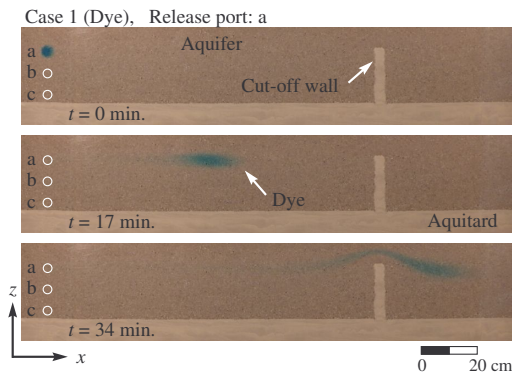 Case 1 (Dye), Release port: a
Aquifer
a
b
Cut-off wall
c
t = 0 min.
a
b
Dye
c
t = 17 min.
Aquitard
a
b
z
c
t = 34 min.
x
0 20 cm